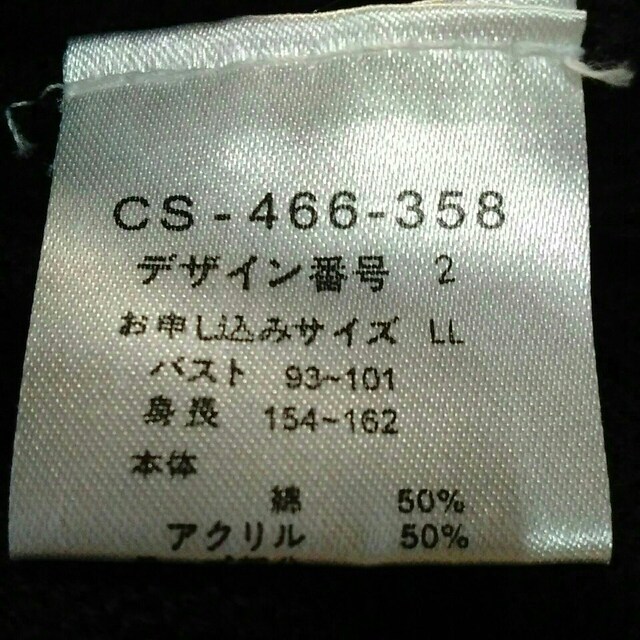 CS-466-358
デザイン番号 2
お申し込みサイズ LL
バスト 93~101
身長 154~162
本体
綿 50%
アクリル 50%